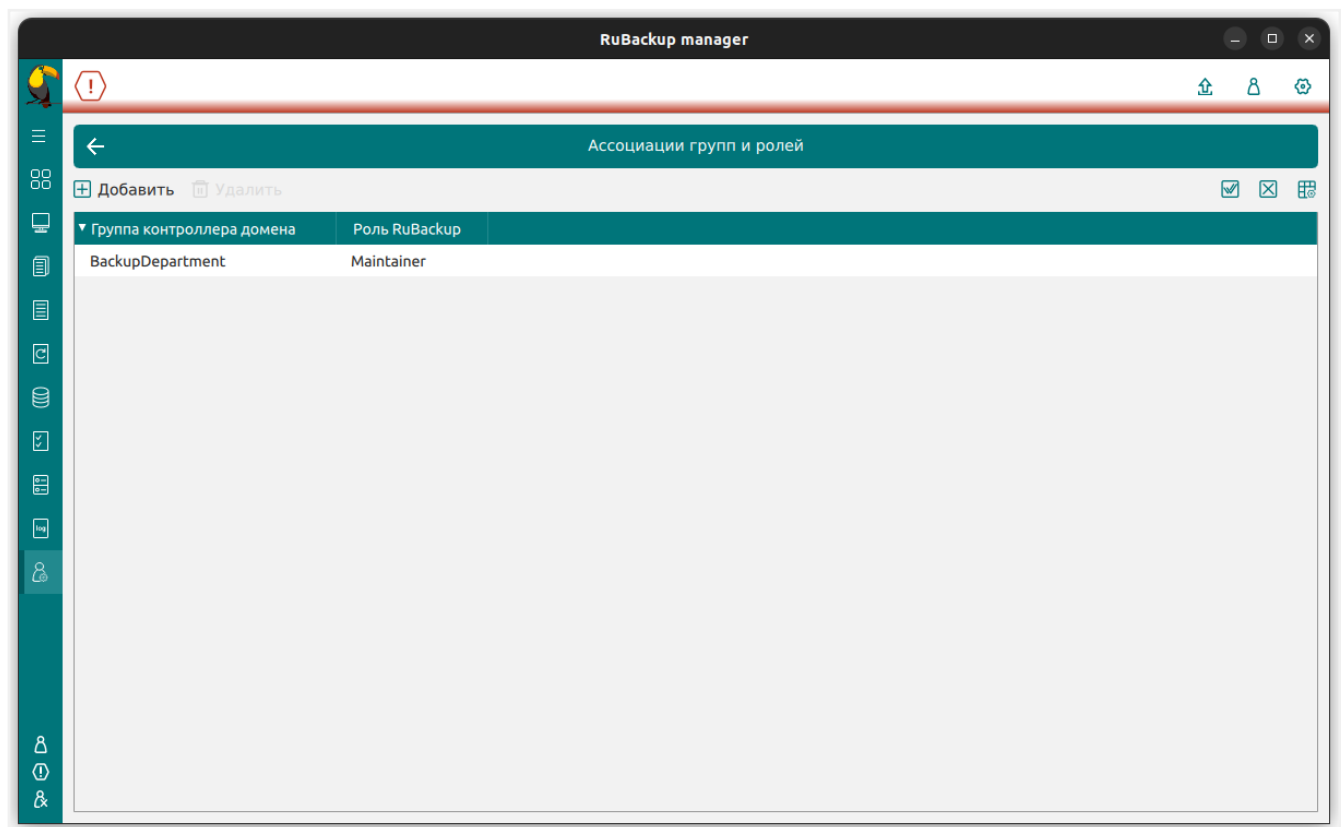 RuBackup manager
Ассоциации групп и ролей
Добавить Удалить
Группа контроллера домена Роль RuBackup
BackupDepartment Maintainer
log